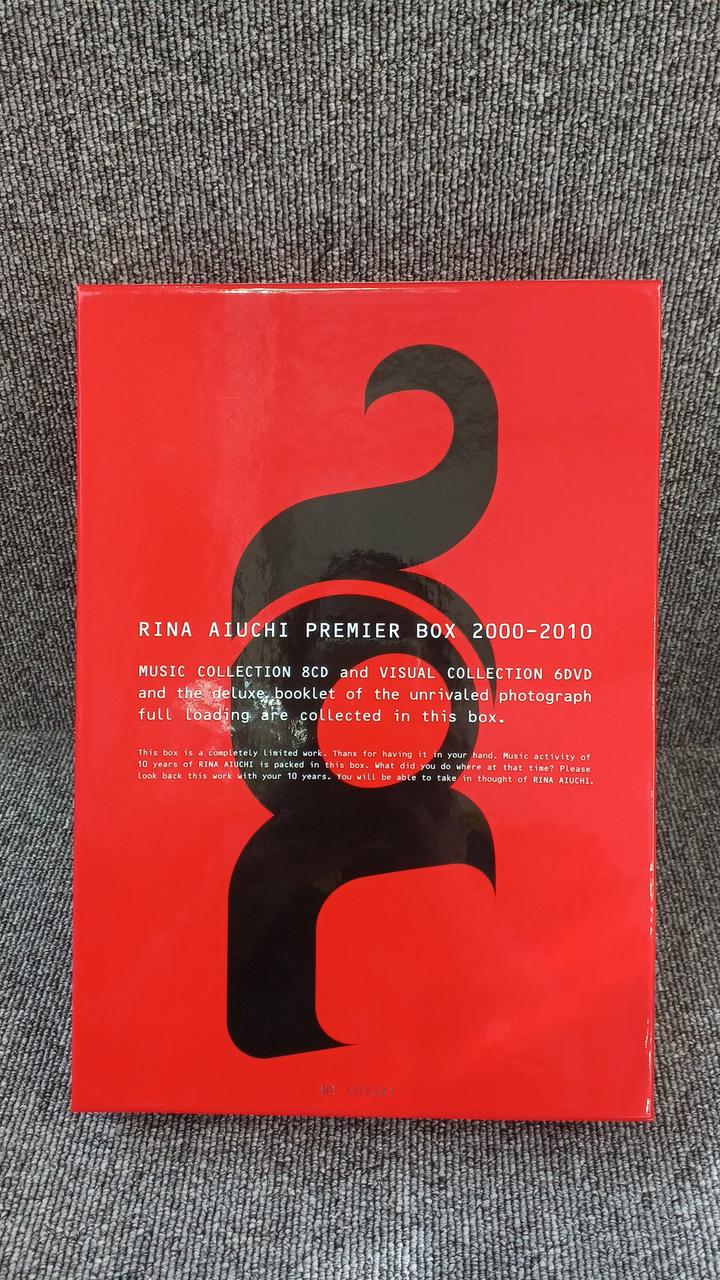 RINA AIUCHI PREMIER BOX 2000-2010
MUSIC COLLECTION 8CD and VISUAL COLLECTION 6DVD
and the deluxe booklet of the unrivaled photograph
full loading are collected in this box.
This box is a completely limited work. Thanx for having it in your hand. Music activity of
10 years of RINA AIUCHI is packed in this box. What did you do where at that time? Please
look back this work with your 10 years. You will be able to take in thought of RINA AIUCHI.